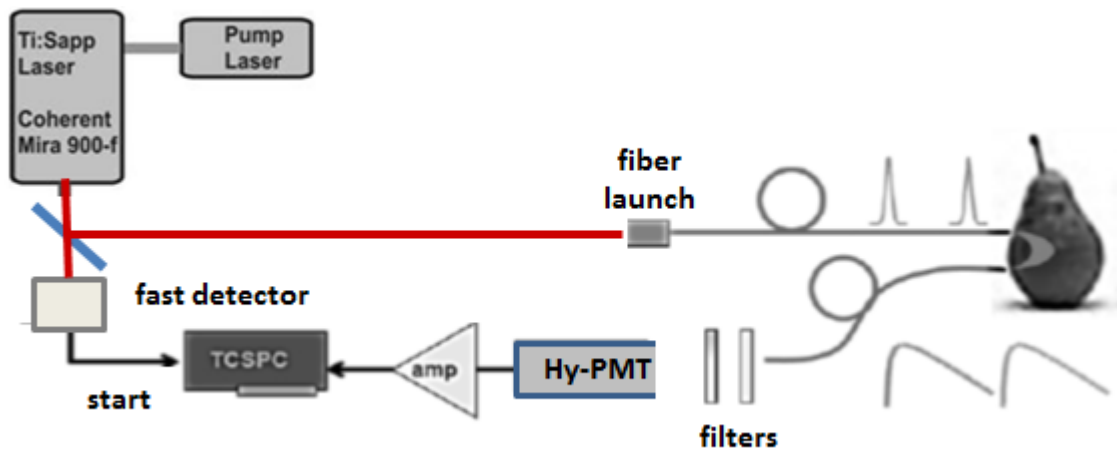 Ti:Sapp
Laser
Coherent
Mira 900-f
Pump
Laser
fiber
launch
fast detector
TCSPC
amp
Hy-PMT
start
filters